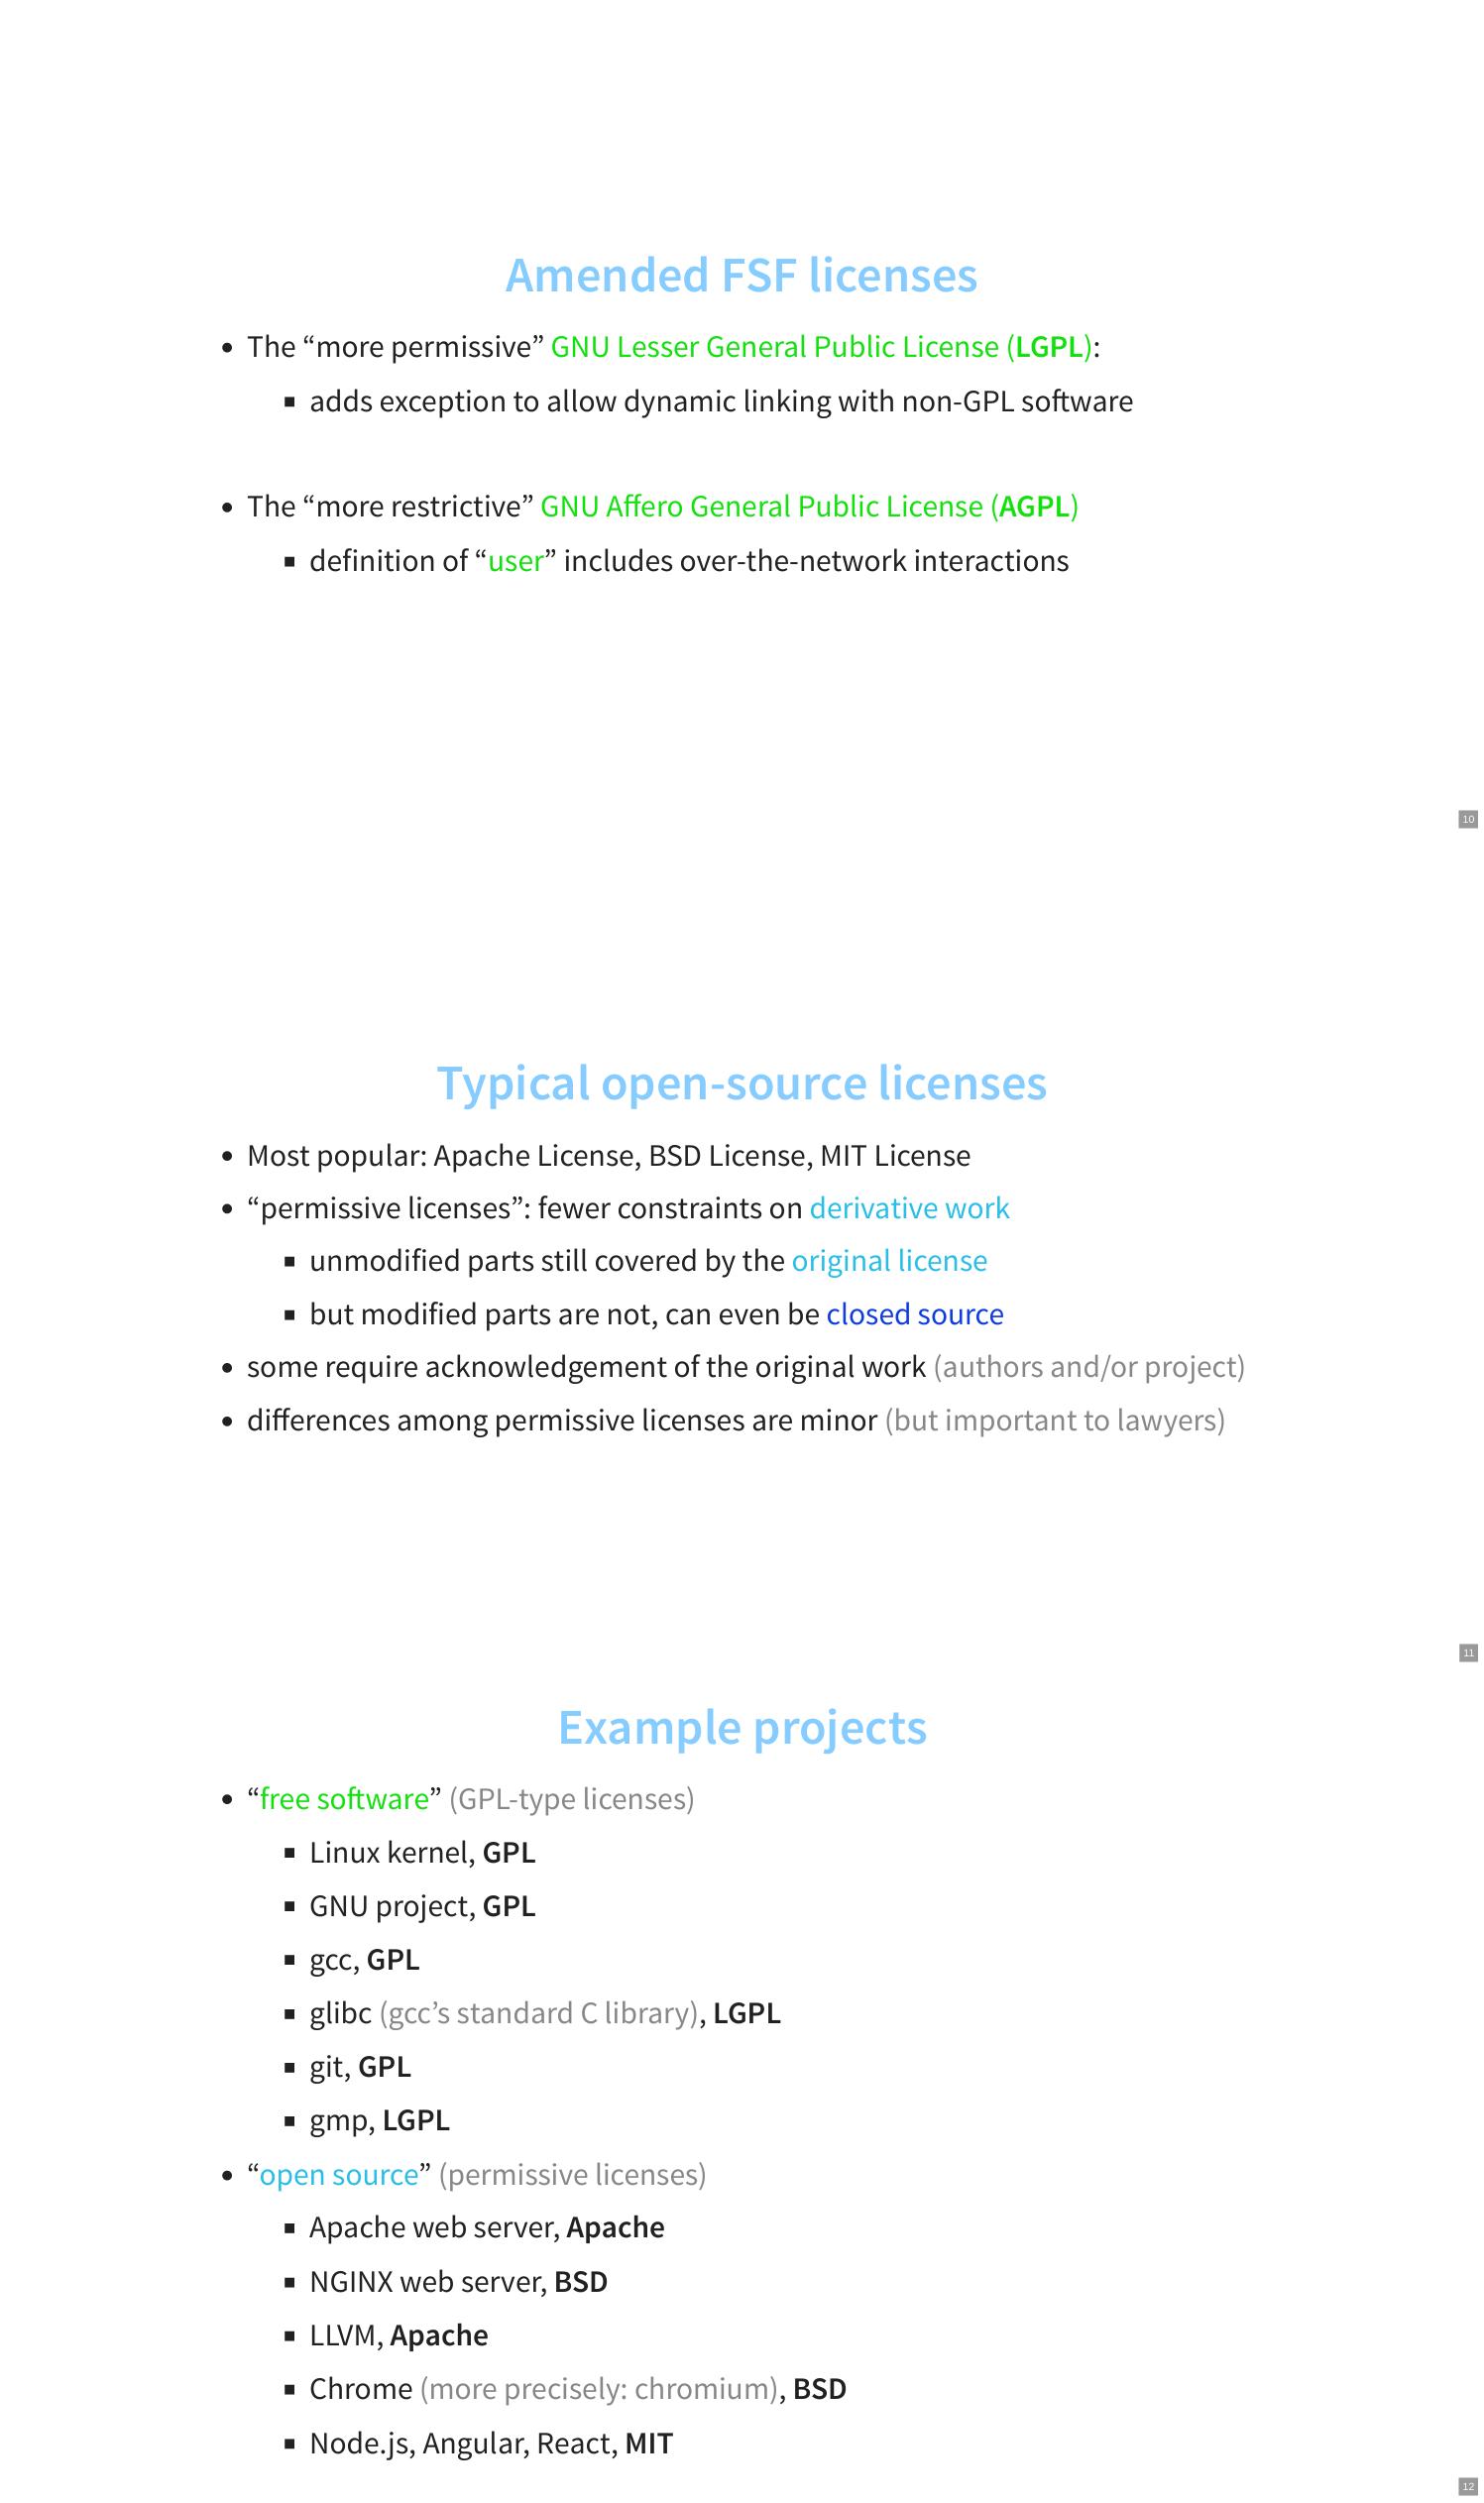 Amended FSF licenses
• The “more permissive” GNU Lesser General Public License (LGPL):
▪ adds exception to allow dynamic linking with non-GPL software
• The “more restrictive” GNU Affero General Public License (AGPL)
▪ definition of “user” includes over-the-network interactions
10
Typical open-source licenses
• Most popular: Apache License, BSD License, MIT License
• “permissive licenses”: fewer constraints on derivative work
▪ unmodified parts still covered by the original license
▪ but modified parts are not, can even be closed source
• some require acknowledgement of the original work (authors and/or project)
• differences among permissive licenses are minor (but important to lawyers)
11
Example projects
• “free software” (GPL-type licenses)
▪ Linux kernel, GPL
▪ GNU project, GPL
▪ gcc, GPL
▪ glibc (gcc’s standard C library), LGPL
▪ git, GPL
▪ gmp, LGPL
• “open source” (permissive licenses)
▪ Apache web server, Apache
▪ NGINX web server, BSD
▪ LLVM, Apache
▪ Chrome (more precisely: chromium), BSD
▪ Node.js, Angular, React, MIT
12